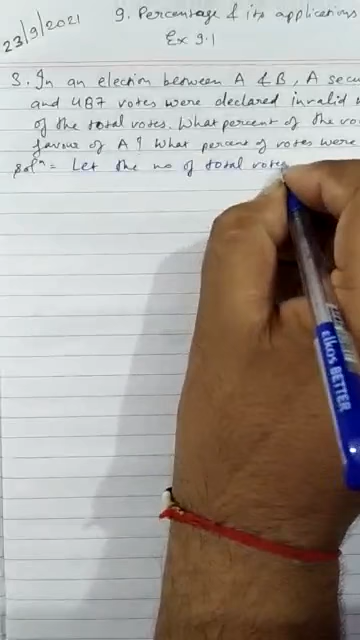 23/9/2021
9. Percentage & its applications
Ex 9.1
3. In an election between A & B, A secu
and 487 votes were declared invalid
of the total votes. What percent of the vo
favour of A? What percent of votes were
Solⁿ = Let the no of total votes
elkos BETTER